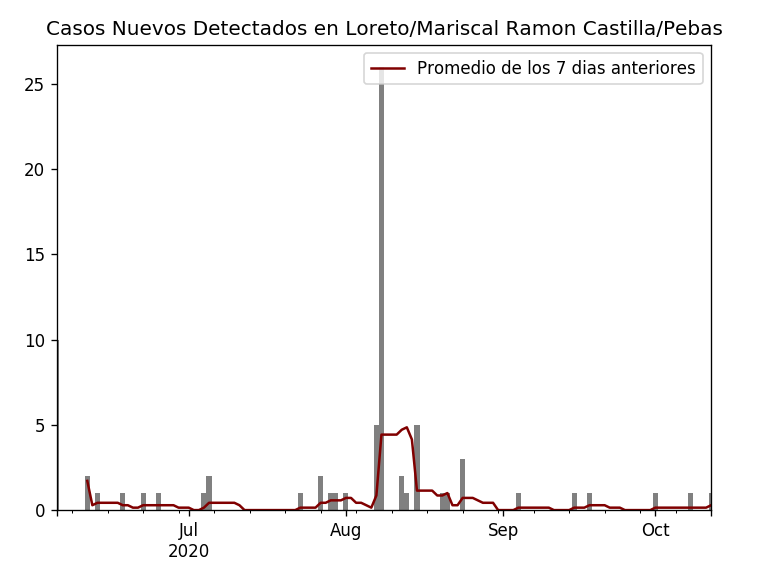 Casos Nuevos Detectados en Loreto/Mariscal Ramon Castilla/Pebas
Promedio de los 7 dias anteriores
25
20
15
10
5
0
Jul Aug Sep Oct
2020